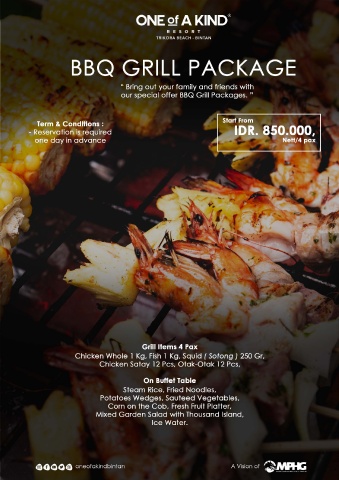 ONE OF A KIND
RESORT
TRIKORA BEACH - BINTAN
BBQ GRILL PACKAGE
" Bring out your family and friends with
our special offer BBQ Grill Packages. "
Term & Conditions :
- Reservation is required
one day in advance
Start From
IDR. 850.000,
Nett/4 pax
Grill Items 4 Pax
Chicken Whole 1 Kg, Fish 1 Kg, Squid ( Sotong ) 250 Gr,
Chicken Satay 12 Pcs, Otak-Otak 12 Pcs,
On Buffet Table
Steam Rice, Fried Noodles,
Potatoes Wedges, Sauteed Vegetables,
Corn on the Cob, Fresh Fruit Platter,
Mixed Garden Salad with Thousand Island,
Ice Water.
oneofakindbintan
A Vision of MPHG